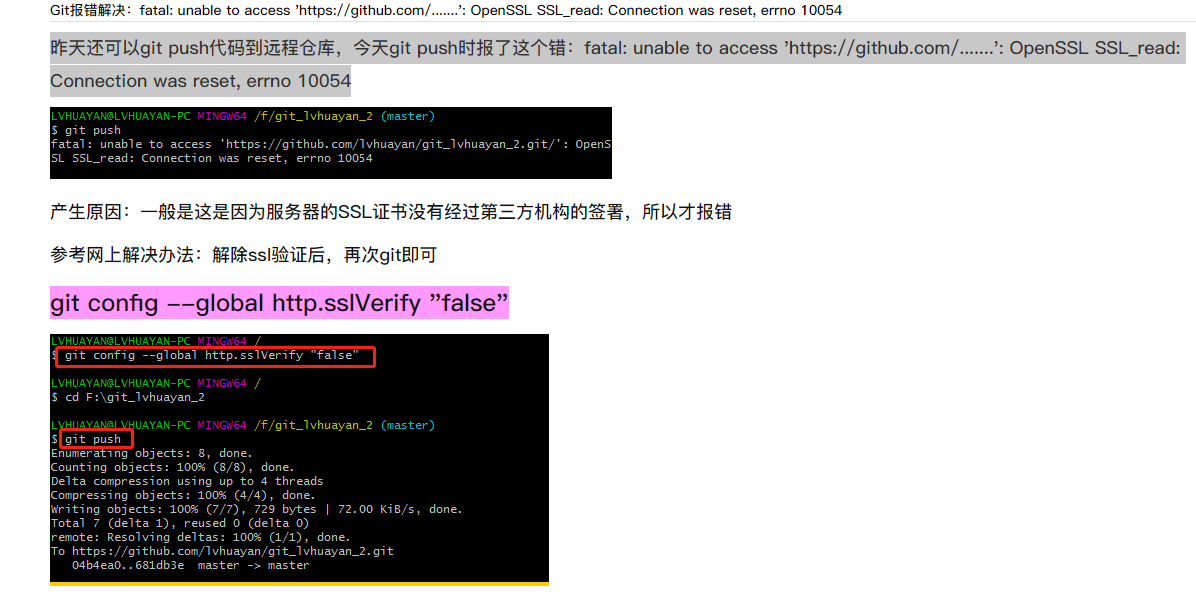 Git报错解决：fatal: unable to access ’https://github.com/.......’: OpenSSL SSL_read: Connection was reset, errno 10054
昨天还可以git push代码到远程仓库，今天git push时报了这个错：fatal: unable to access ’https://github.com/.......’: OpenSSL SSL_read:
Connection was reset, errno 10054
LVHUAYAN@LVHUAYAN-PC MINGW64 /f/git_lvhuayan_2 (master)
$ git push
fatal: unable to access 'https://github.com/lvhuayan/git_lvhuayan_2.git/': OpenS
SL SSL_read: Connection was reset, errno 10054
产生原因：一般是这是因为服务器的SSL证书没有经过第三方机构的签署，所以才报错
参考网上解决办法：解除ssl验证后，再次git即可
git config --global http.sslVerify ”false”
LVHUAYAN@LVHUAYAN-PC MINGW64 /
$ git config --global http.sslVerify "false"
LVHUAYAN@LVHUAYAN-PC MINGW64 /
$ cd F:\git_lvhuayan_2
LVHUAYAN@LVHUAYAN-PC MINGW64 /f/git_lvhuayan_2 (master)
$ git push
Enumerating objects: 8, done.
Counting objects: 100% (8/8), done.
Delta compression using up to 4 threads
Compressing objects: 100% (4/4), done.
Writing objects: 100% (7/7), 729 bytes | 72.00 KiB/s, done.
Total 7 (delta 1), reused 0 (delta 0)
remote: Resolving deltas: 100% (1/1), done.
To https://github.com/lvhuayan/git_lvhuayan_2.git
04b4ea0..681db3e  master -> master